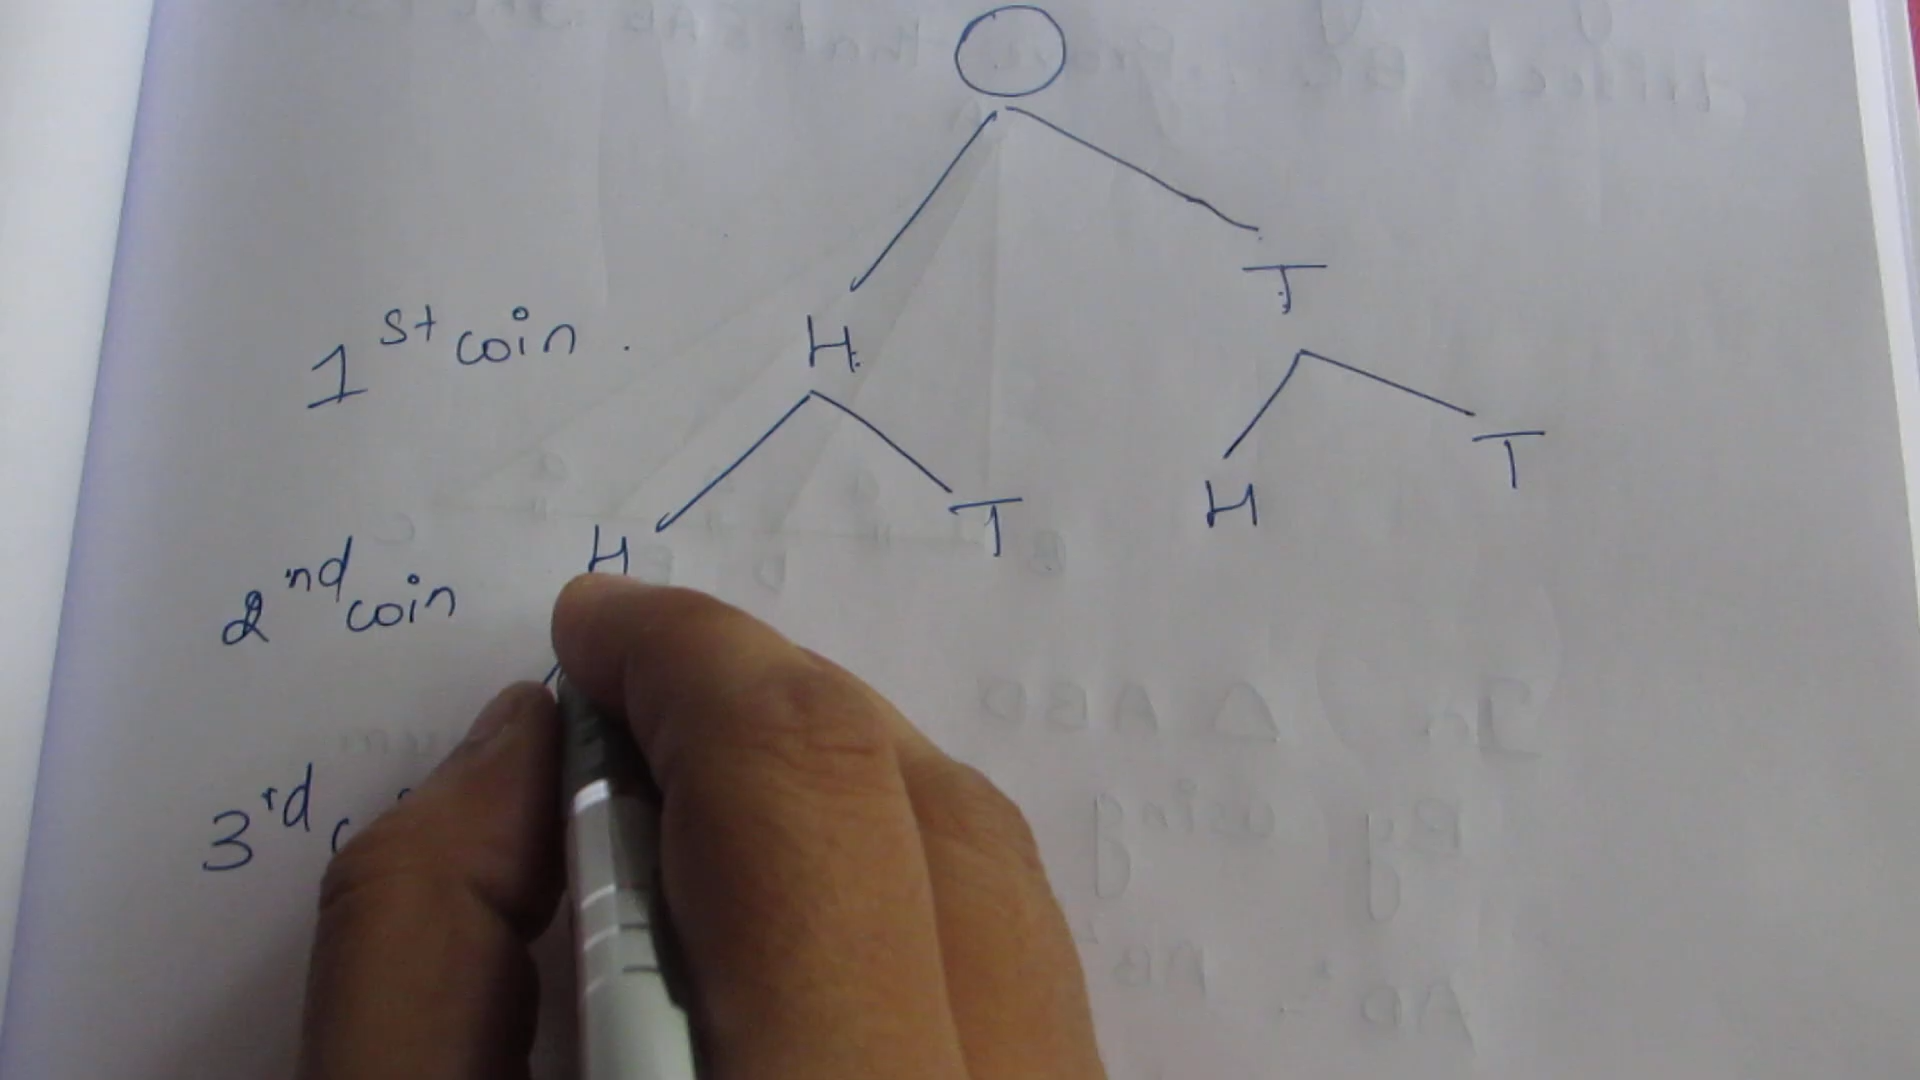 H T
1st coin.
H T H T
2nd coin
3rd